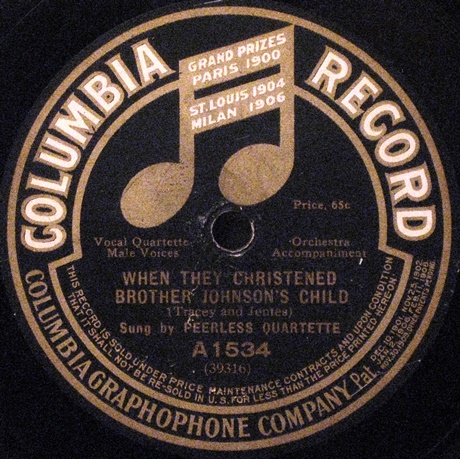 COLUMBIA RECORD
GRAND PRIZES
PARIS 1900
ST. LOUIS 1904
MILAN 1906
Price, 65c
Vocal Quartette
Male Voices
Orchestra
Accompaniment
WHEN THEY CHRISTENED
BROTHER JOHNSON'S CHILD
(Tracey and Jentes)
Sung by PEERLESS QUARTETTE
A1534
(39316)
THIS RECORD IS SOLD UNDER PRICE MAINTENANCE CONTRACTS AND UPON CONDITION
THAT IT SHALL NOT BE RE-SOLD IN U.S. FOR LESS THAN THE PRICE PRINTED HERE-ON.
COLUMBIA GRAPHOPHONE COMPANY Pat.